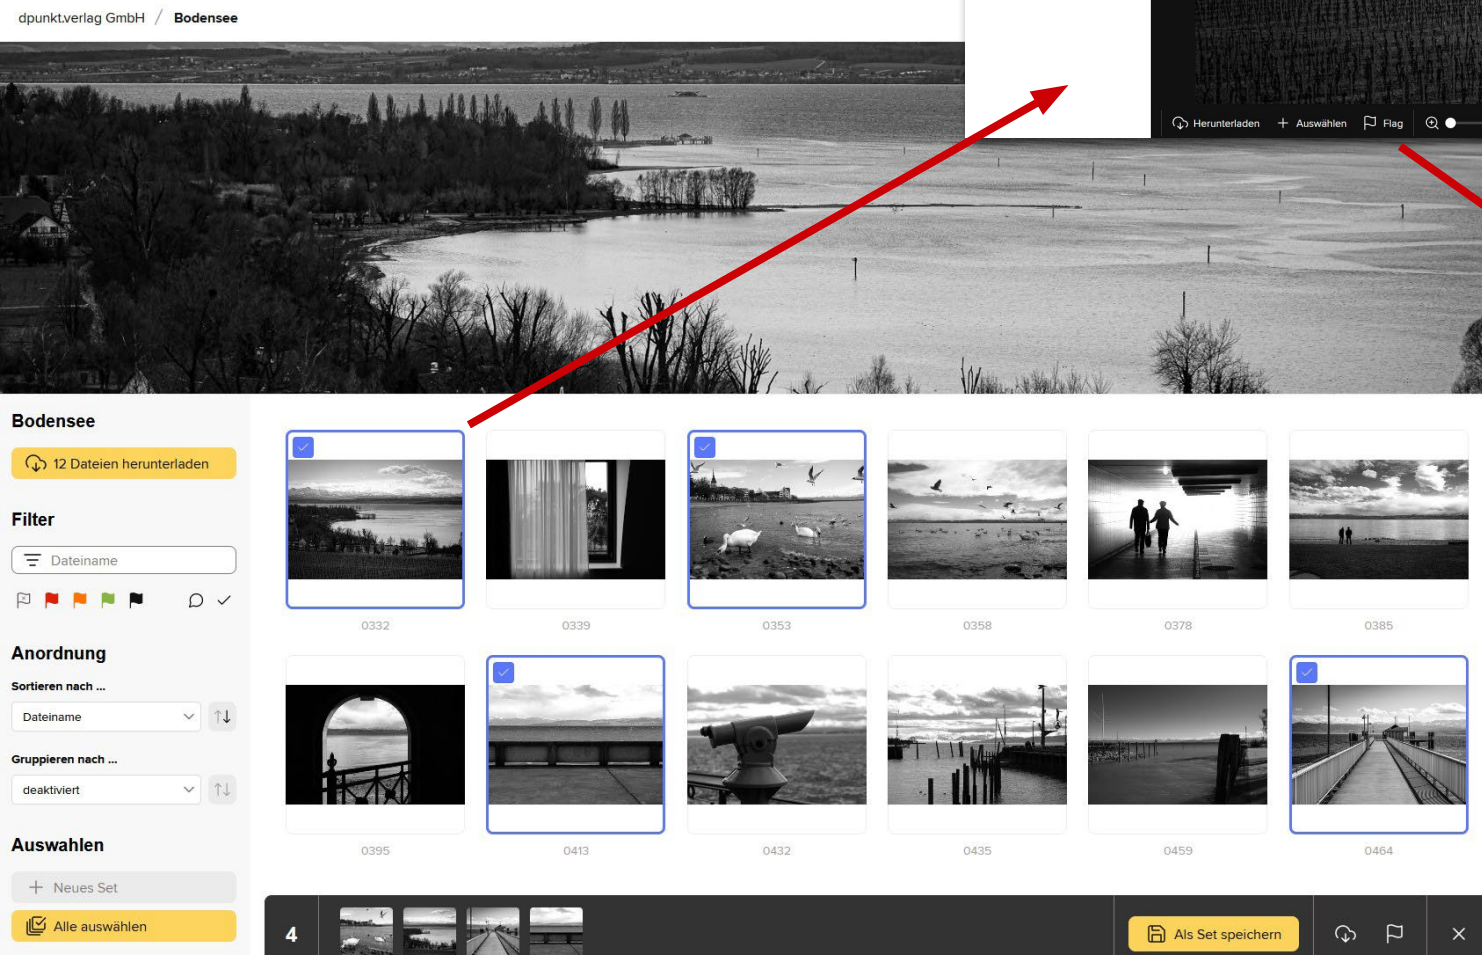 dpunkt.verlag GmbH / Bodensee
Herunterladen + Auswählen Flag
Bodensee
12 Dateien herunterladen
Filter
Dateiname
Anordnung
Sortieren nach ...
Dateiname
Gruppieren nach ...
deaktiviert
Auswahlen
+ Neues Set
Alle auswählen
0332
0339
0353
0358
0378
0385
0395
0413
0432
0435
0459
0464
4
Als Set speichern